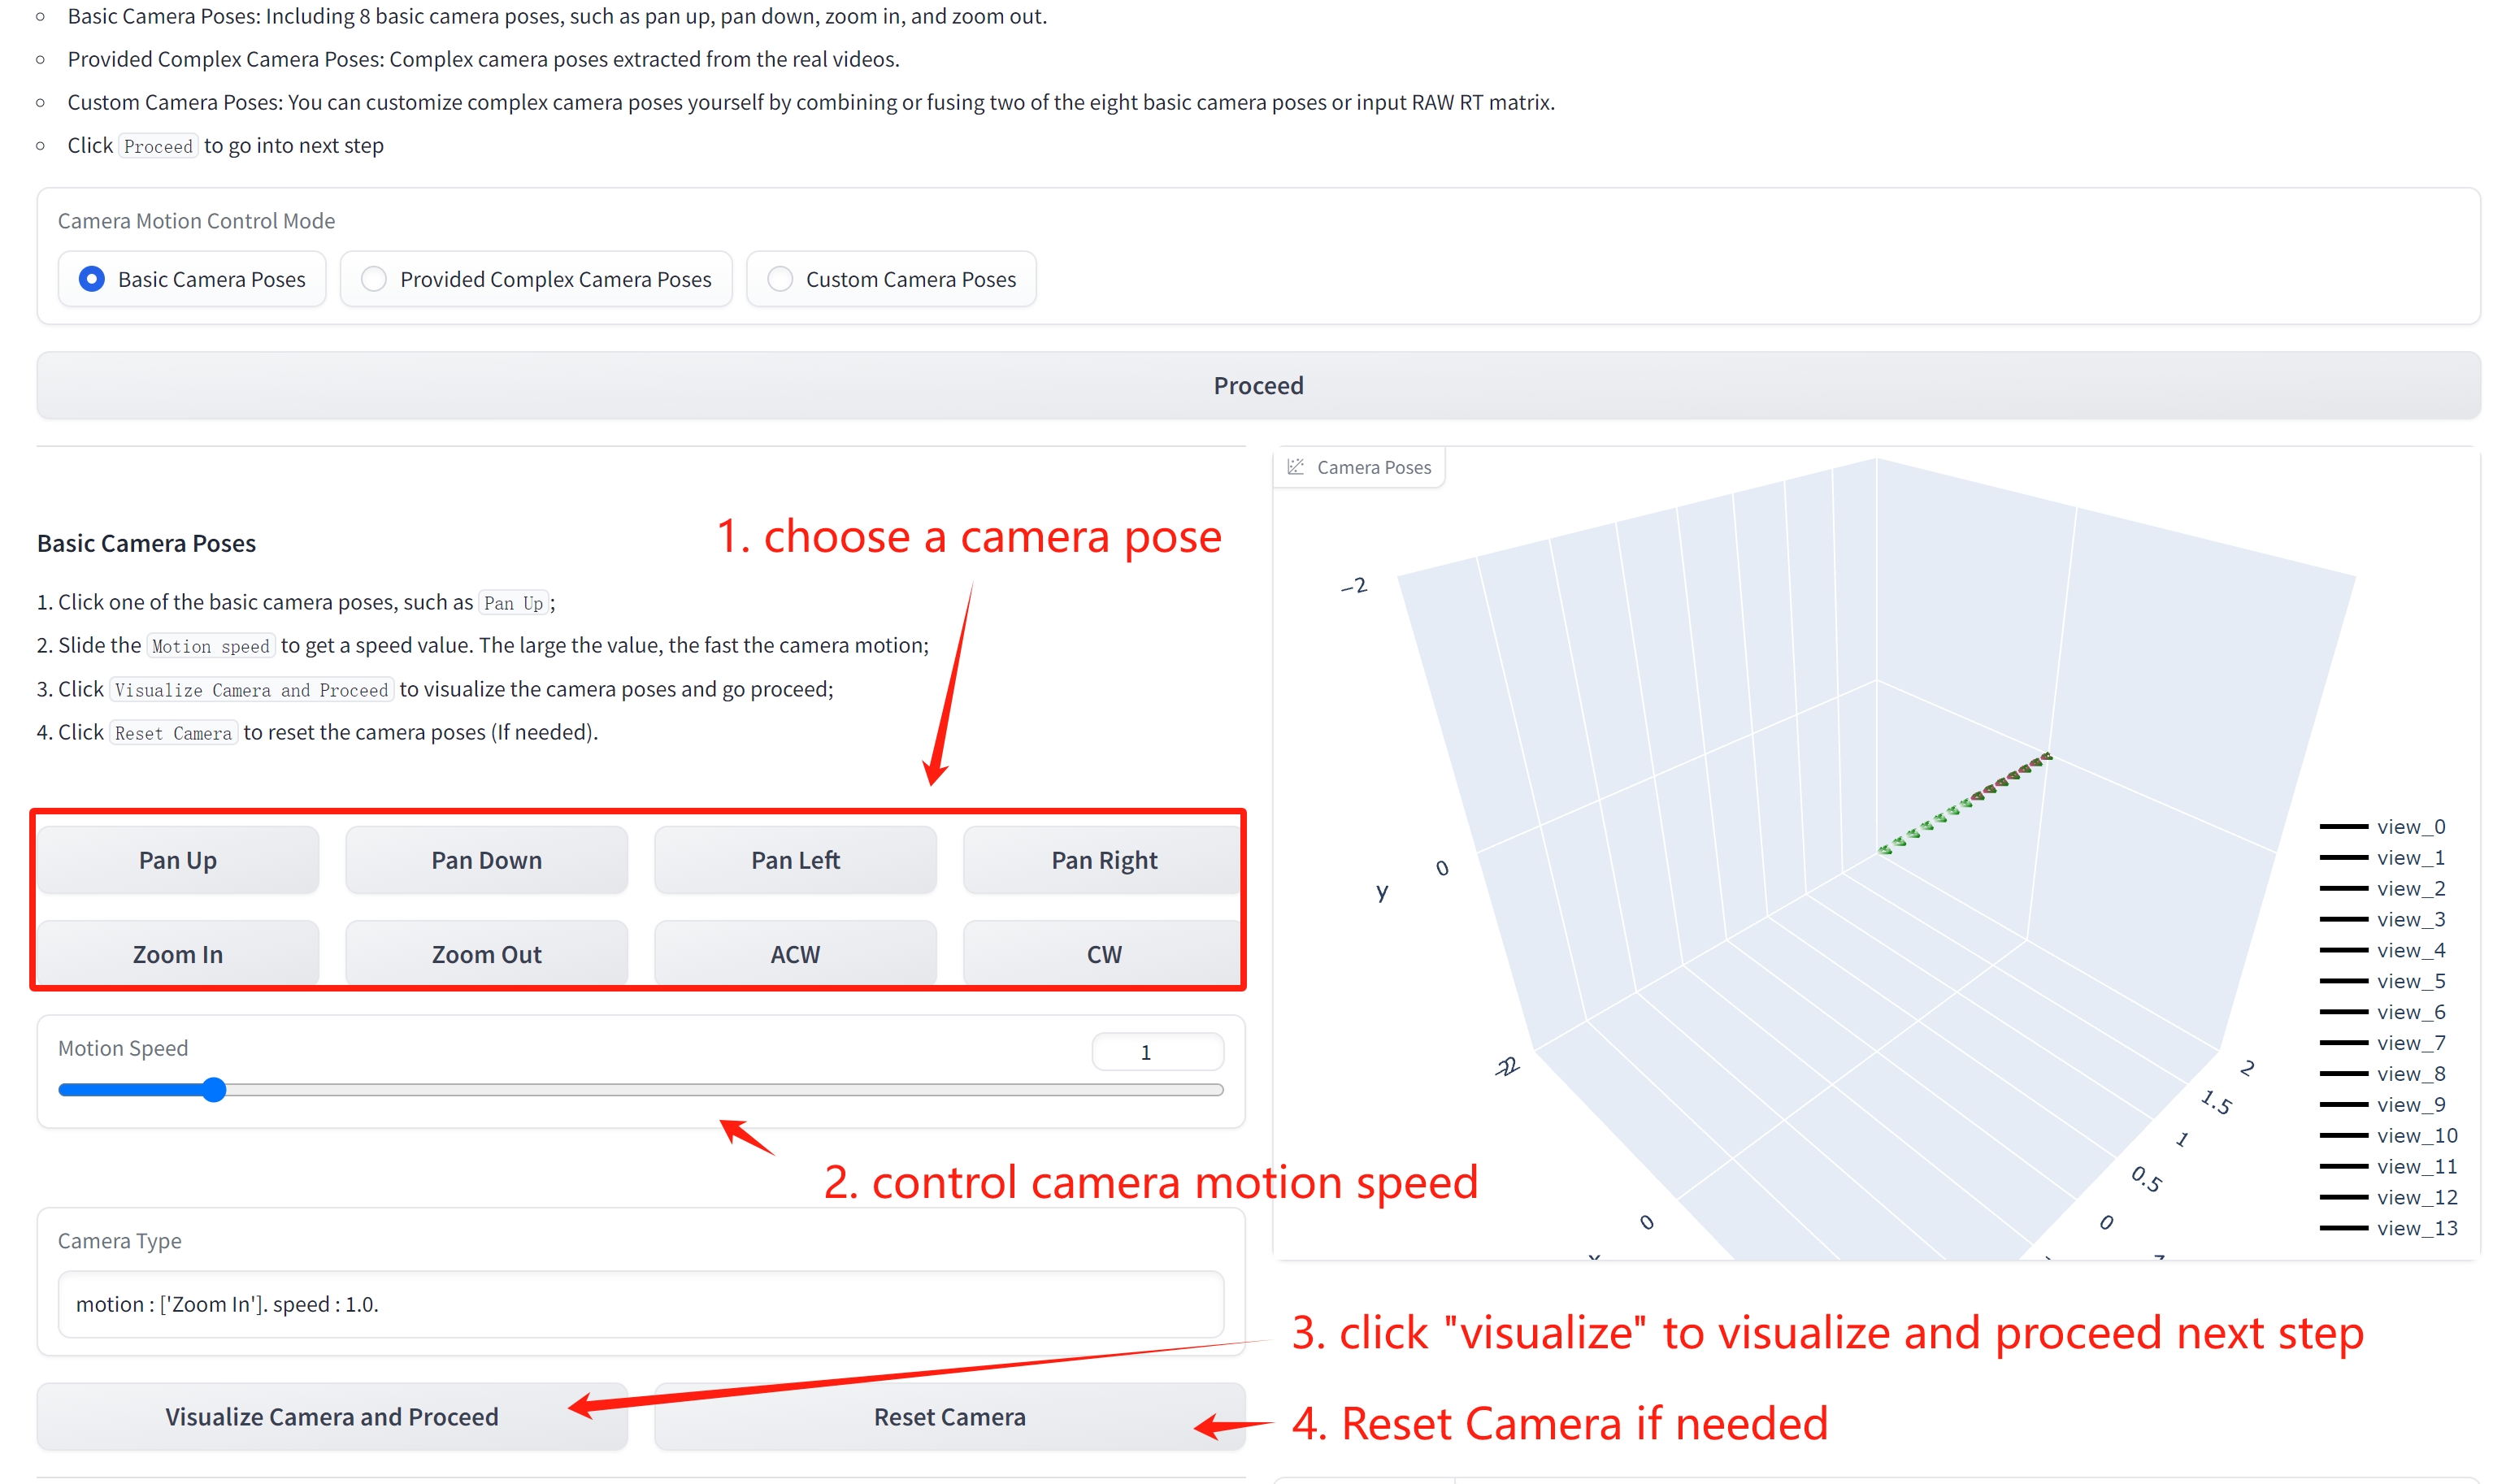 Basic Camera Poses: Including 8 basic camera poses, such as pan up, pan down, zoom in, and zoom out.
Provided Complex Camera Poses: Complex camera poses extracted from the real videos.
Custom Camera Poses: You can customize complex camera poses yourself by combining or fusing two of the eight basic camera poses or input RAW RT matrix.
Click Proceed to go into next step
Camera Motion Control Mode
Basic Camera Poses
Provided Complex Camera Poses
Custom Camera Poses
Proceed
Basic Camera Poses
1. choose a camera pose
1. Click one of the basic camera poses, such as Pan Up;
2. Slide the Motion speed to get a speed value. The large the value, the fast the camera motion;
3. Click Visualize Camera and Proceed to visualize the camera poses and go proceed;
4. Click Reset Camera to reset the camera poses (If needed).
Pan Up
Pan Down
Pan Left
Pan Right
Zoom In
Zoom Out
ACW
CW
Motion Speed
1
2. control camera motion speed
Camera Type
motion : ['Zoom In']. speed : 1.0.
3. click "visualize" to visualize and proceed next step
Visualize Camera and Proceed
Reset Camera
4. Reset Camera if needed
Camera Poses
−2
0
y
2
1.5
1
0.5
0
0
view_0
view_1
view_2
view_3
view_4
view_5
view_6
view_7
view_8
view_9
view_10
view_11
view_12
view_13